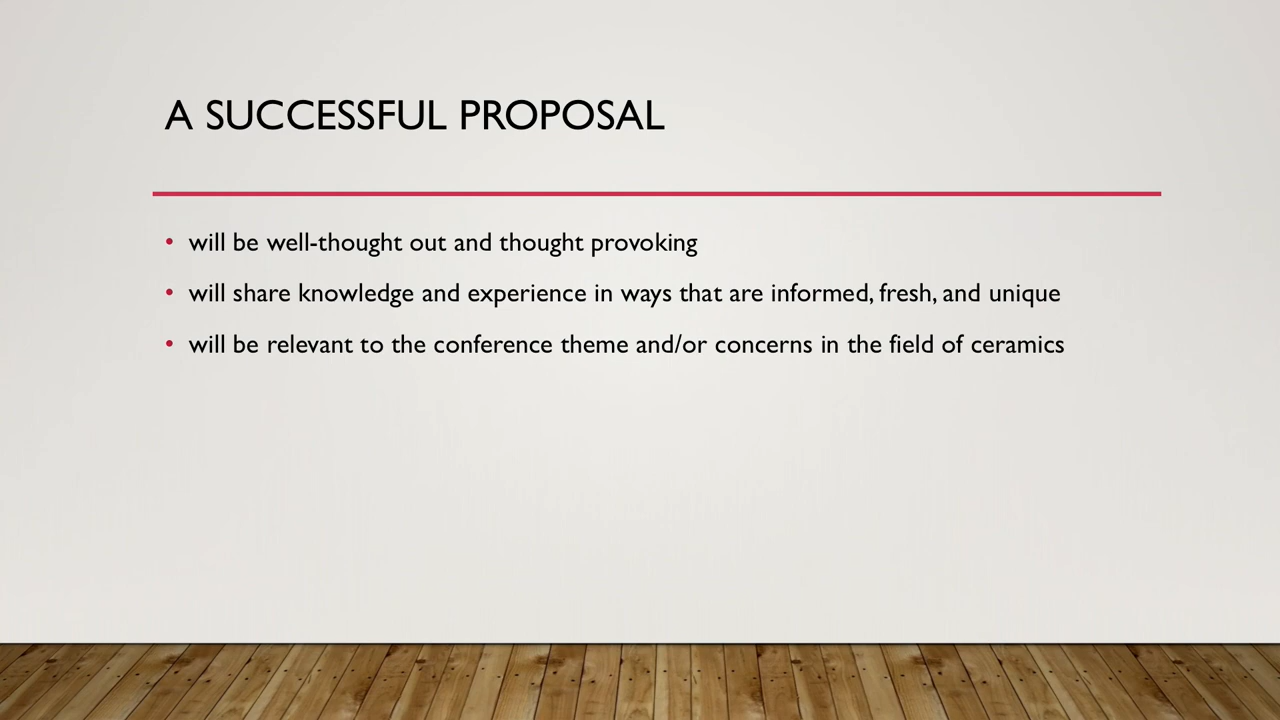 A SUCCESSFUL PROPOSAL
• will be well-thought out and thought provoking
• will share knowledge and experience in ways that are informed, fresh, and unique
• will be relevant to the conference theme and/or concerns in the field of ceramics